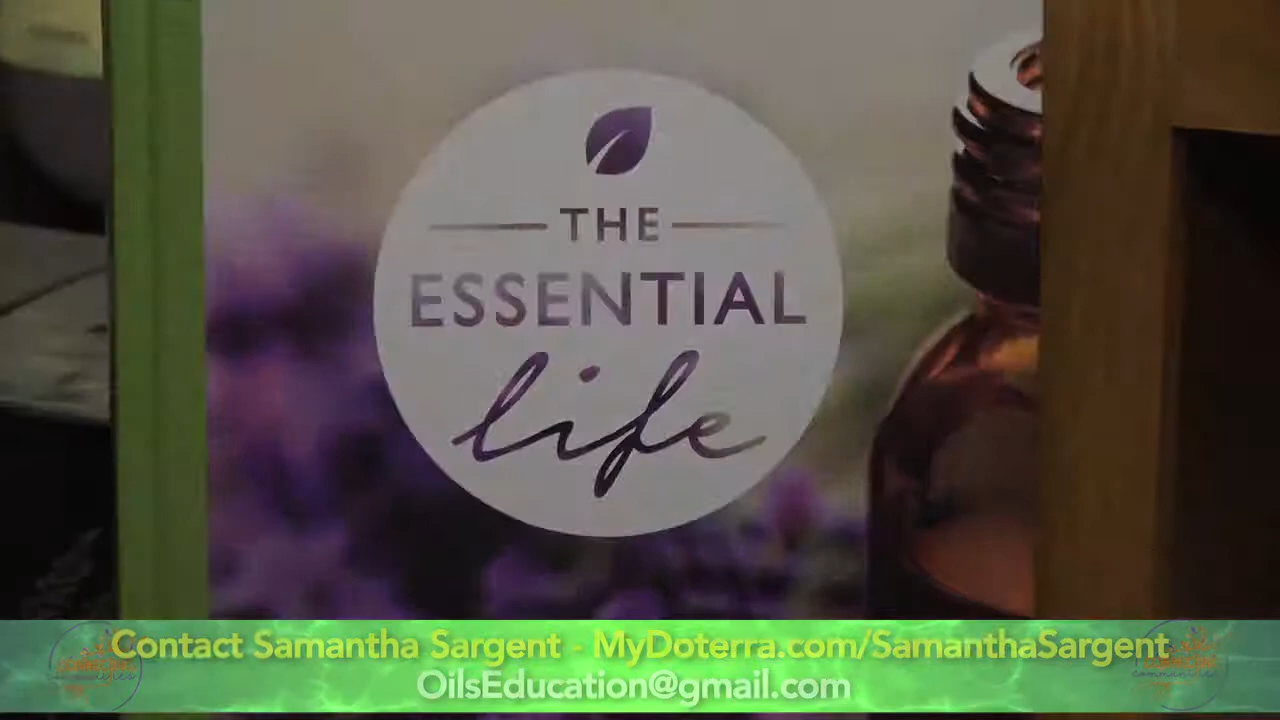 THE
ESSENTIAL
life
Contact Samantha Sargent - MyDoterra.com/SamanthaSargent
OilsEducation@gmail.com